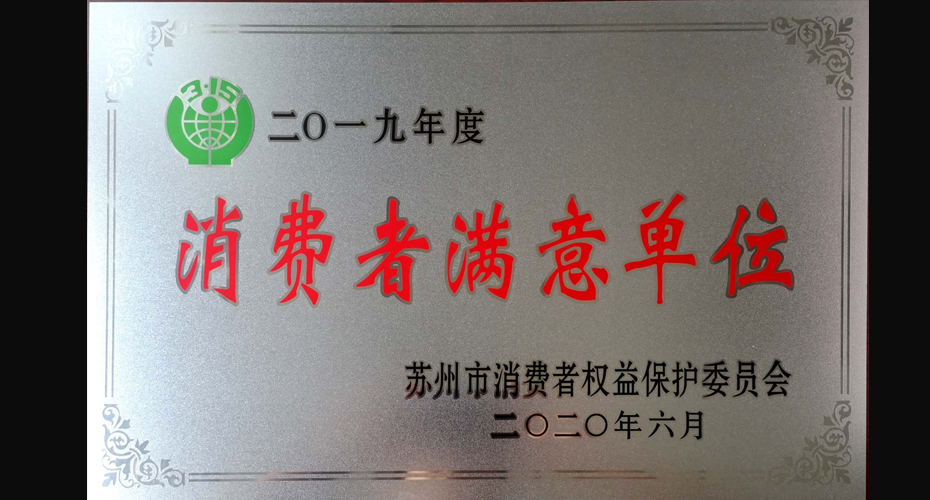 3·15
二〇一九年度
消费者满意单位
苏州市消费者权益保护委员会
二〇二〇年六月